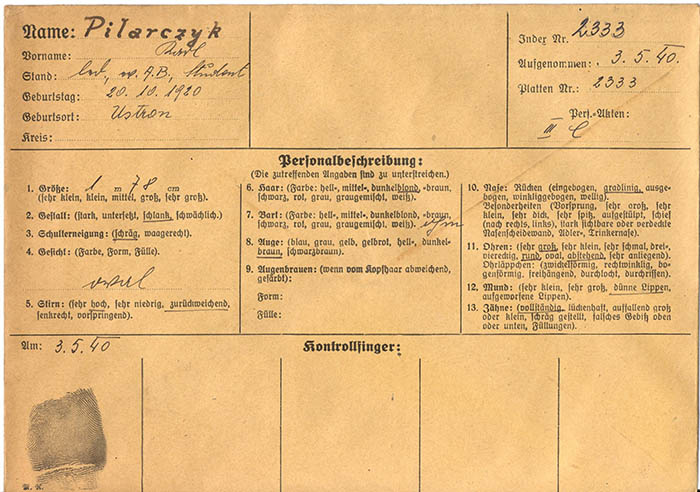 Name: Pilarczyk
Vorname: Karl
Stand: led, w. A.B., Student
Geburtstag: 20. 10. 1920
Geburtsort: Ustron
Kreis:
Index Nr. 2333
Aufgenommen: 3. 5. 40.
Platten Nr.: 2333
Pers.-Akten:
III C
Personalbeschreibung:
(Die zutreffenden Angaben sind zu unterstreichen.)
1. Größe: 1 m 78 cm
(sehr klein, klein, mittel, groß, sehr groß).
2. Gestalt: (stark, untersetzt, schlank, schwächlich.)
3. Schulterneigung: (schräg, waagerecht).
4. Gesicht: (Farbe, Form, Fülle).
oval
5. Stirn: (sehr hoch, sehr niedrig, zurückweichend,
senkrecht, vorspringend).
6. Haar: (Farbe: hell-, mittel-, dunkelblond, -braun,
schwarz, rot, grau, graugemischt, weiß).
7. Bart: (Farbe: hell-, mittel-, dunkelblond, -braun,
schwarz, rot, grau, graugemischt, weiß). ohne
8. Auge: (blau, grau, gelb, gelbrot, hell-, dunkel-
braun, schwarzbraun).
9. Augenbrauen: (wenn vom Kopfhaar abweichend,
gefärbt):
Form:
Fülle:
10. Nase: Rücken (eingebogen, gradlinig, ausge-
bogen, winkliggebogen, wellig).
Besonderheiten (Vorsprung, sehr groß, sehr
klein, sehr dick, sehr spitz, aufgestülpt, schief
(nach rechts, links), stark sichtbare oder verdeckte
Nasenscheidewand, Adler-, Trinkernase).
11. Ohren: (sehr groß, sehr klein, sehr schmal, drei-
viereckig, rund, oval, abstehend, sehr anliegend).
Ohrläppchen: (zwickelförmig, rechtwinklig, bo-
genförmig, freihängend, durchlocht, durchrissen).
12. Mund: (sehr klein, sehr groß, dünne Lippen,
aufgeworfene Lippen).
13. Zähne: (vollständig, lückenhaft, auffallend groß
oder klein, schräg gestellt, falsches Gebiß oben
oder unten, Füllungen).
Am: 3. 5. 40
Kontrollfinger: